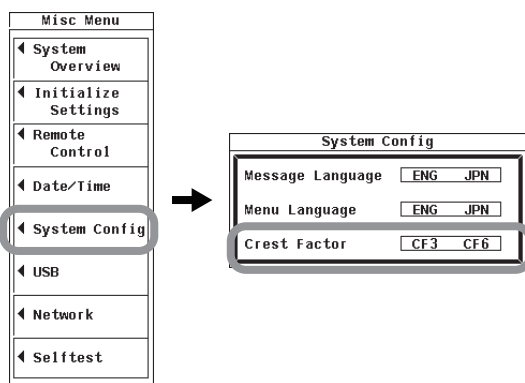 Misc Menu
System
Overview
Initialize
Settings
Remote
Control
Date/Time
System Config
USB
Network
Selftest
System Config
Message Language ENG JPN
Menu Language ENG JPN
Crest Factor CF3 CF6